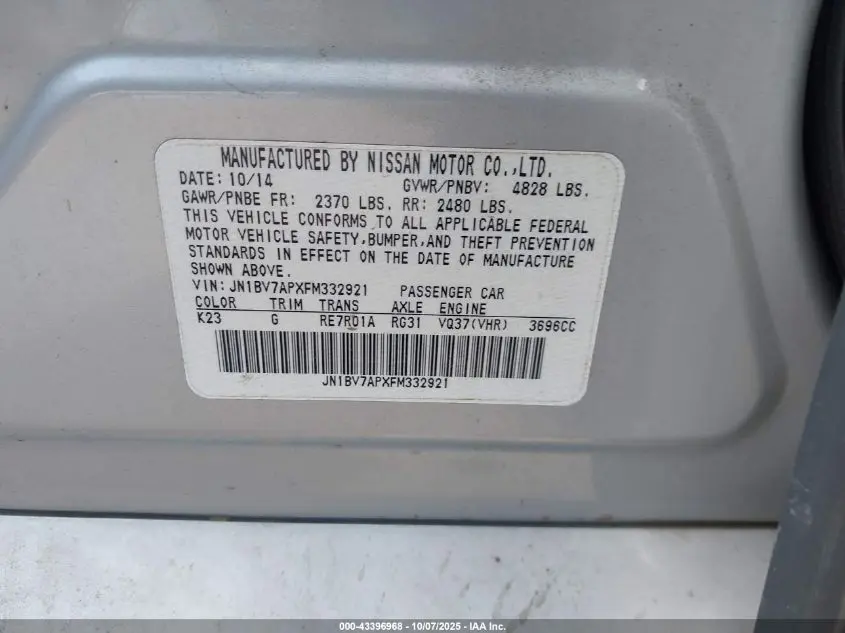 MANUFACTURED BY NISSAN MOTOR CO.,LTD.
DATE: 10/14 GVWR/PNBV: 4828 LBS.
GAWR/PNBE FR: 2370 LBS. RR: 2480 LBS.
THIS VEHICLE CONFORMS TO ALL APPLICABLE FEDERAL
MOTOR VEHICLE SAFETY,BUMPER,AND THEFT PREVENTION
STANDARDS IN EFFECT ON THE DATE OF MANUFACTURE
SHOWN ABOVE.
VIN: JN1BV7APXFM332921 PASSENGER CAR
COLOR TRIM TRANS AXLE ENGINE
K23 G RE7R01A RG31 VQ37(VHR) 3696CC
JN1BV7APXFM332921
000-43396968 - 10/07/2025 - IAA Inc.